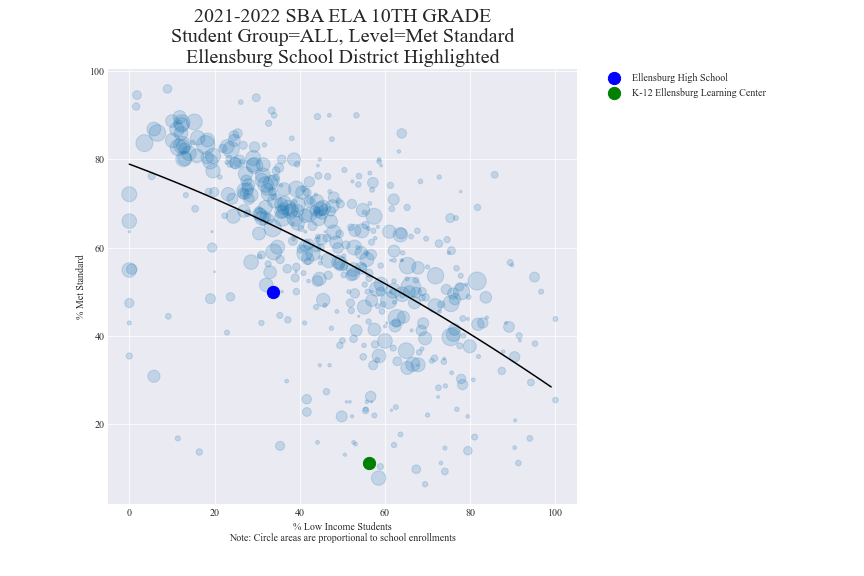 2021-2022 SBA ELA 10TH GRADE
Student Group=ALL, Level=Met Standard
Ellensburg School District Highlighted
Ellensburg High School
K-12 Ellensburg Learning Center
% Met Standard
100
80
60
40
20
0 20 40 60 80 100
% Low Income Students
Note: Circle areas are proportional to school enrollments